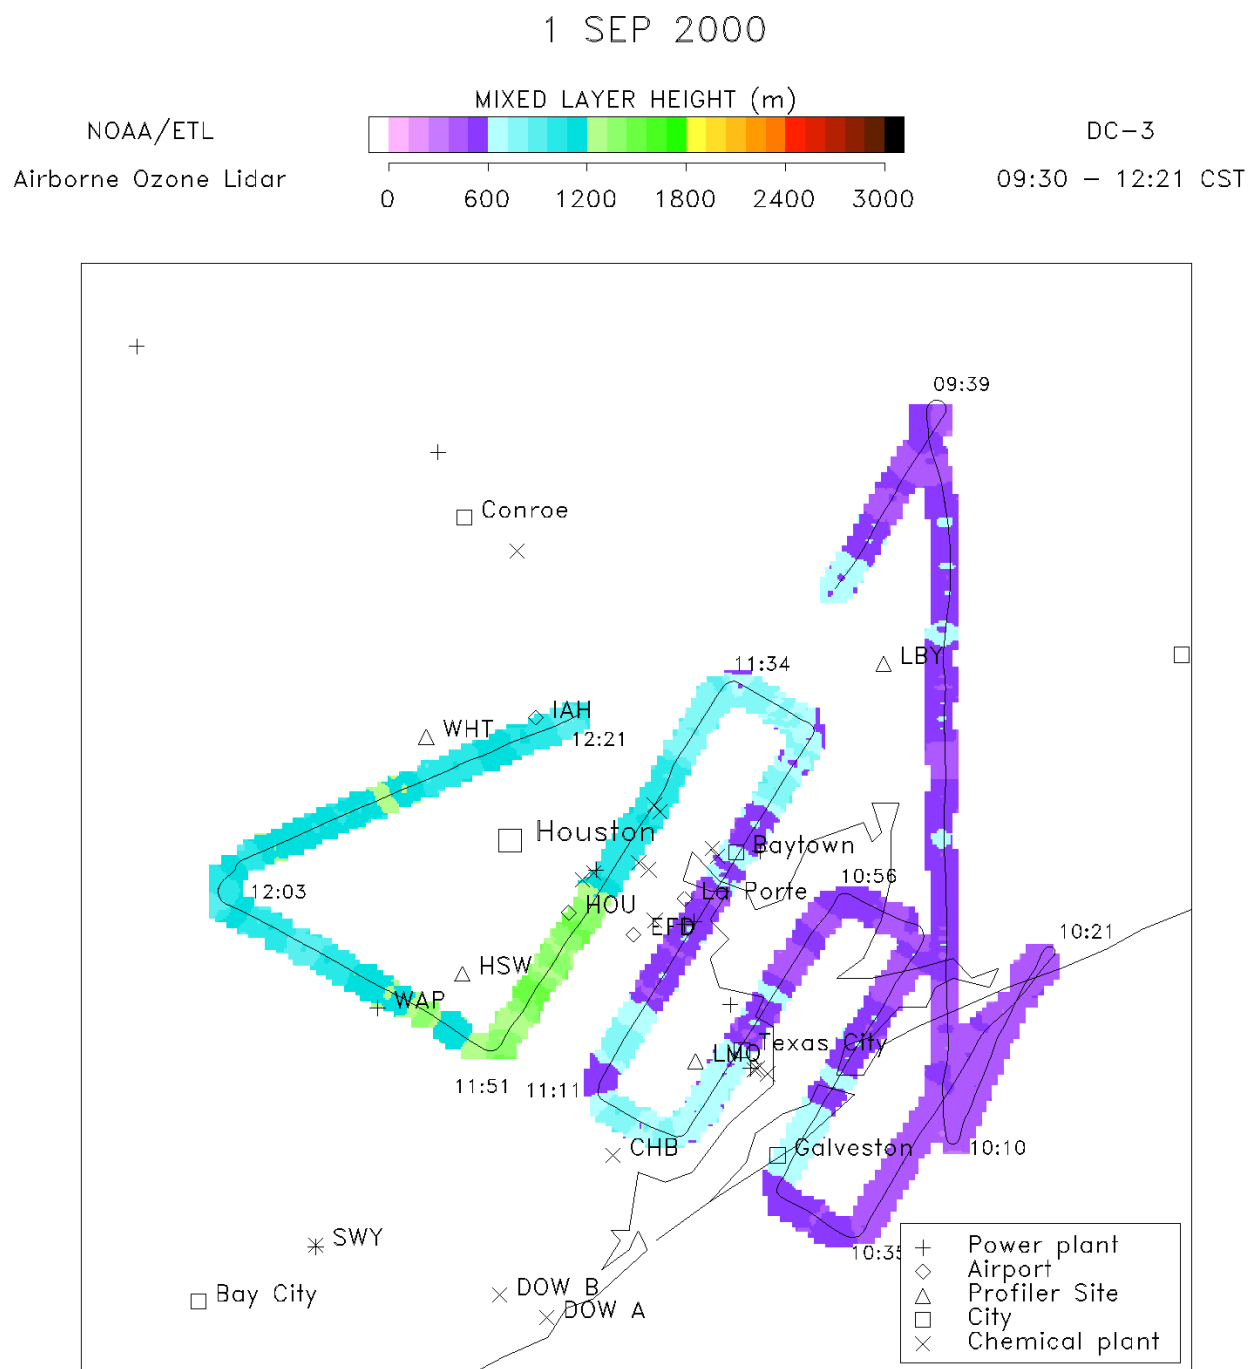 1 SEP 2000
MIXED LAYER HEIGHT (m)
NOAA/ETL
DC-3
Airborne Ozone Lidar
09:30 - 12:21 CST
0 600 1200 1800 2400 3000
09:39
Conroe
LBY
11:34
IAH
WHT
12:21
Houston
Baytown
10:56
12:03
La Porte
HOU
EFD
10:21
HSW
WAP
Texas City
LMQ
11:51
11:11
CHB
Galveston
10:10
SWY
10:35
Bay City
DOW B
DOW A
Power plant
Airport
Profiler Site
City
Chemical plant